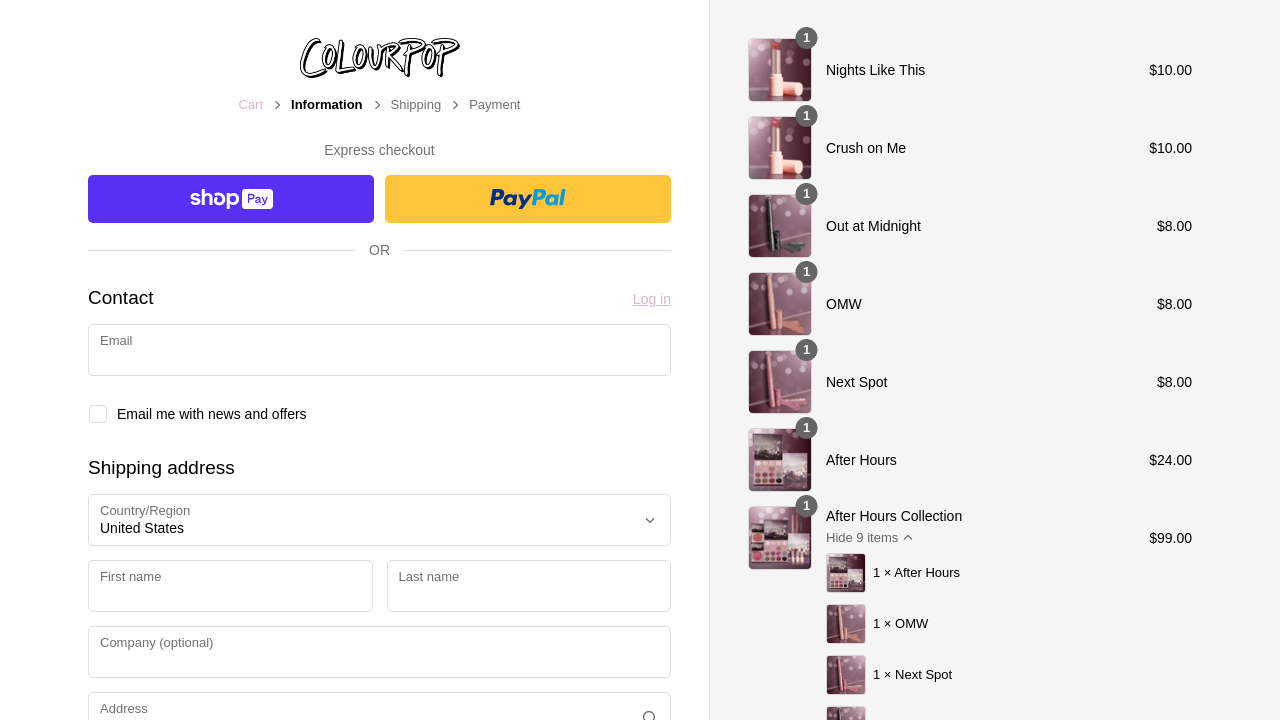 COLOURPOP
Cart > Information > Shipping > Payment
Express checkout
shop Pay
PayPal
OR
Contact
Log in
Email
Email me with news and offers
Shipping address
Country/Region
United States
First name
Last name
Company (optional)
Address
1
Nights Like This
$10.00
1
Crush on Me
$10.00
1
Out at Midnight
$8.00
1
OMW
$8.00
1
Next Spot
$8.00
1
After Hours
$24.00
1
After Hours Collection
Hide 9 items
$99.00
1 × After Hours
1 × OMW
1 × Next Spot